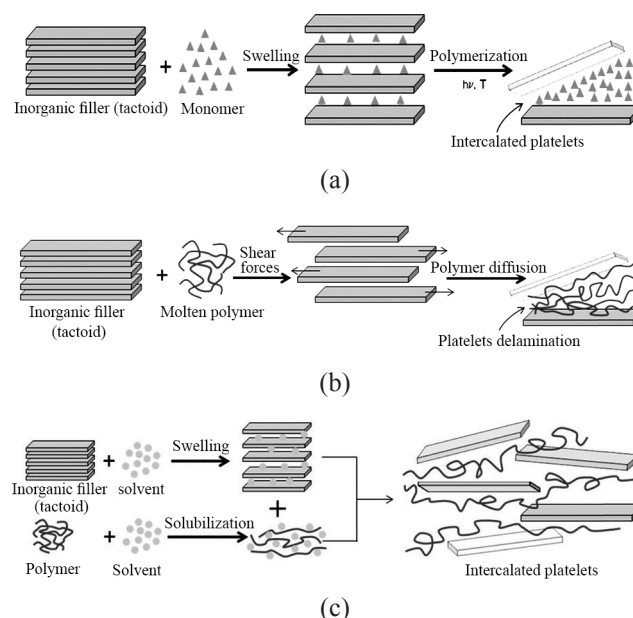 Swelling
Polymerization
hν, T
Inorganic filler (tactoid)
Monomer
Intercalated platelets
(a)
Shear
forces
Polymer diffusion
Inorganic filler
(tactoid)
Molten polymer
Platelets delamination
(b)
Swelling
Inorganic filler
(tactoid)
solvent
Solubilization
Polymer
Solvent
Intercalated platelets
(c)